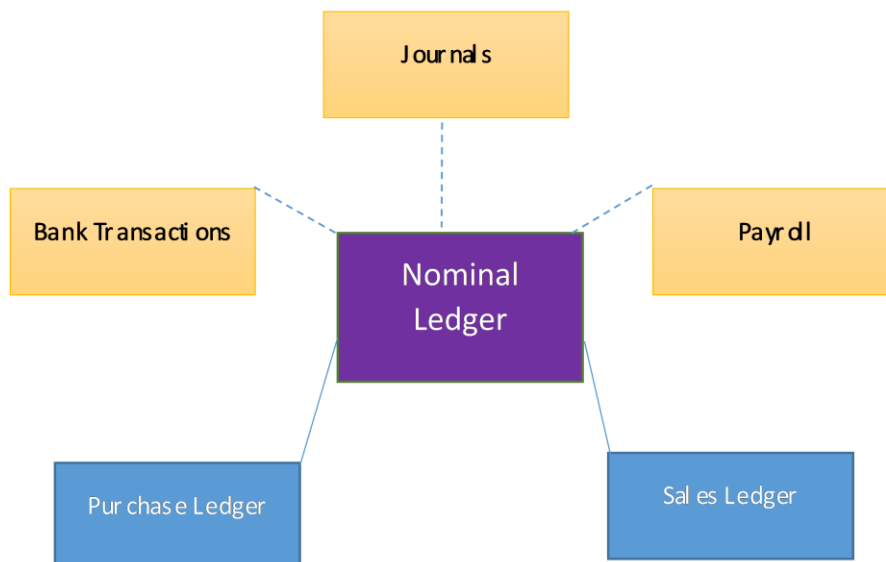 Journals
Bank Transactions
Payroll
Nominal
Ledger
Purchase Ledger
Sales Ledger